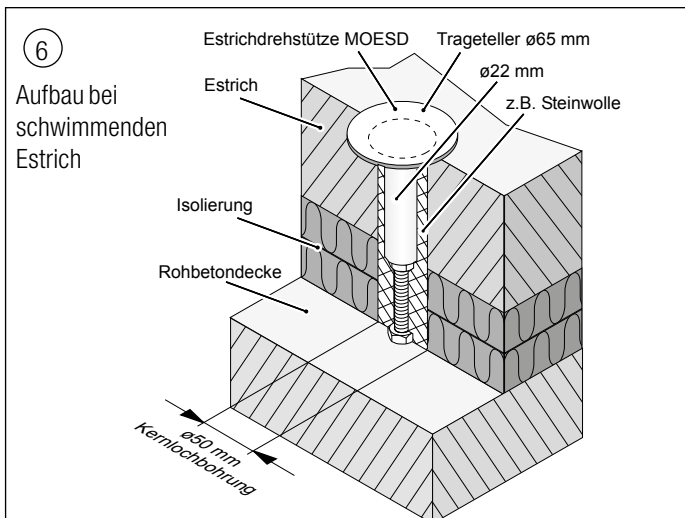 6
Aufbau bei
schwimmenden
Estrich
Estrichdrehstütze MOESD
Trageteller ø65 mm
ø22 mm
Estrich
z.B. Steinwolle
Isolierung
Rohbetondecke
ø50 mm
Kernlochbohrung